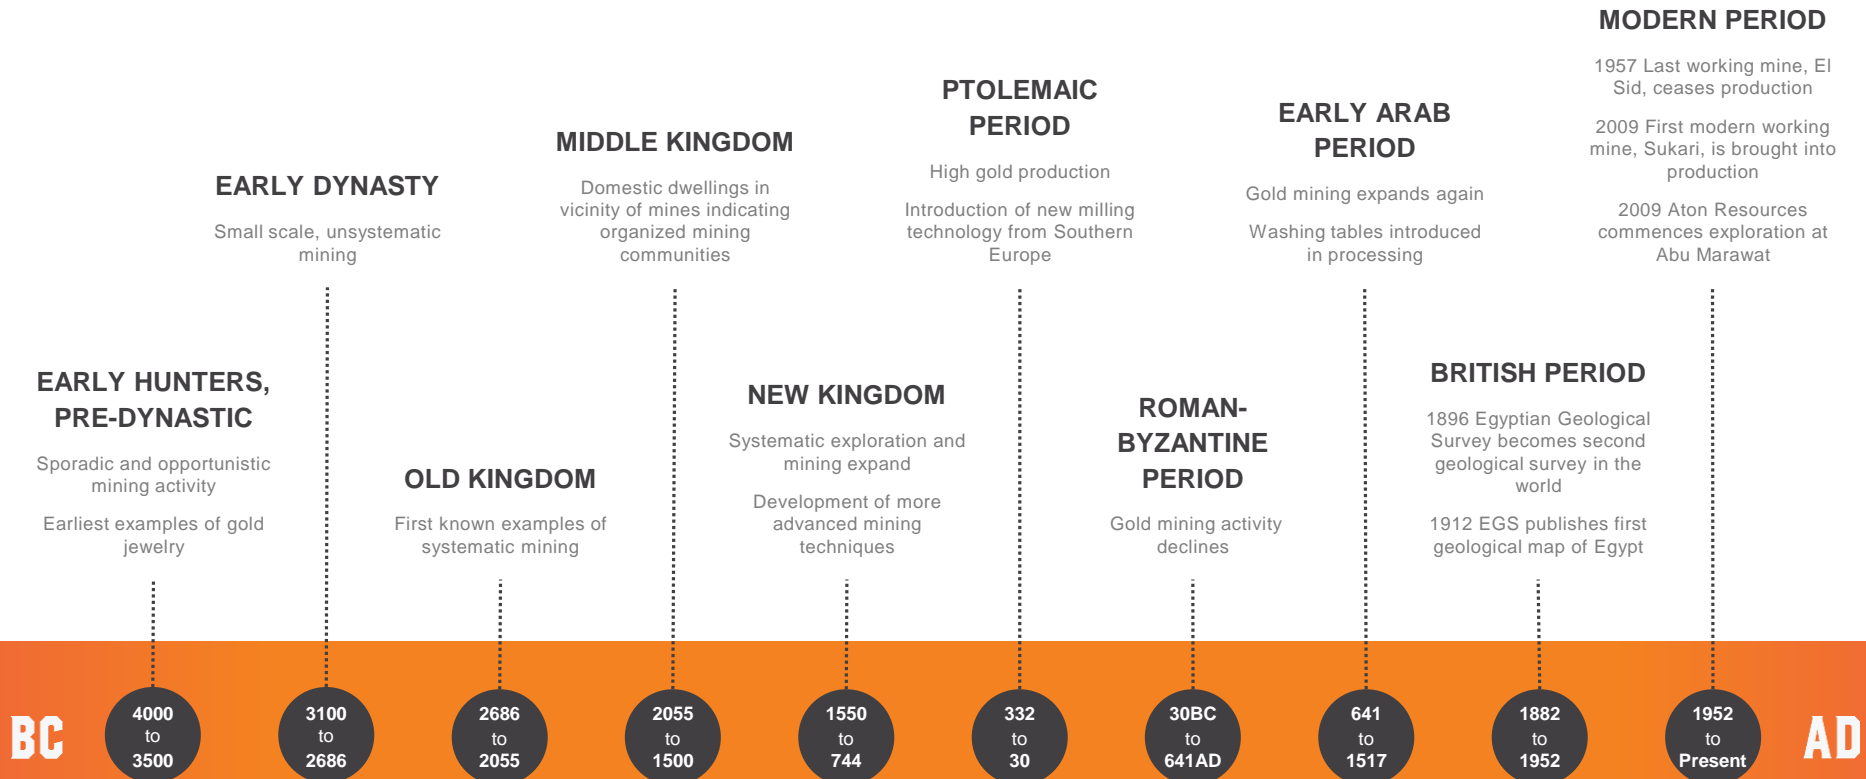 EARLY HUNTERS,
PRE-DYNASTIC
Sporadic and opportunistic
mining activity
Earliest examples of gold
jewelry
EARLY DYNASTY
Small scale, unsystematic
mining
OLD KINGDOM
First known examples of
systematic mining
MIDDLE KINGDOM
Domestic dwellings in
vicinity of mines indicating
organized mining
communities
NEW KINGDOM
Systematic exploration and
mining expand
Development of more
advanced mining
techniques
PTOLEMAIC
PERIOD
High gold production
Introduction of new milling
technology from Southern
Europe
ROMAN-
BYZANTINE
PERIOD
Gold mining activity
declines
EARLY ARAB
PERIOD
Gold mining expands again
Washing tables introduced
in processing
BRITISH PERIOD
1896 Egyptian Geological
Survey becomes second
geological survey in the
world
1912 EGS publishes first
geological map of Egypt
MODERN PERIOD
1957 Last working mine, El
Sid, ceases production
2009 First modern working
mine, Sukari, is brought into
production
2009 Aton Resources
commences exploration at
Abu Marawat
BC
4000
to
3500
3100
to
2686
2686
to
2055
2055
to
1500
1550
to
744
332
to
30
30BC
to
641AD
641
to
1517
1882
to
1952
1952
to
Present
AD